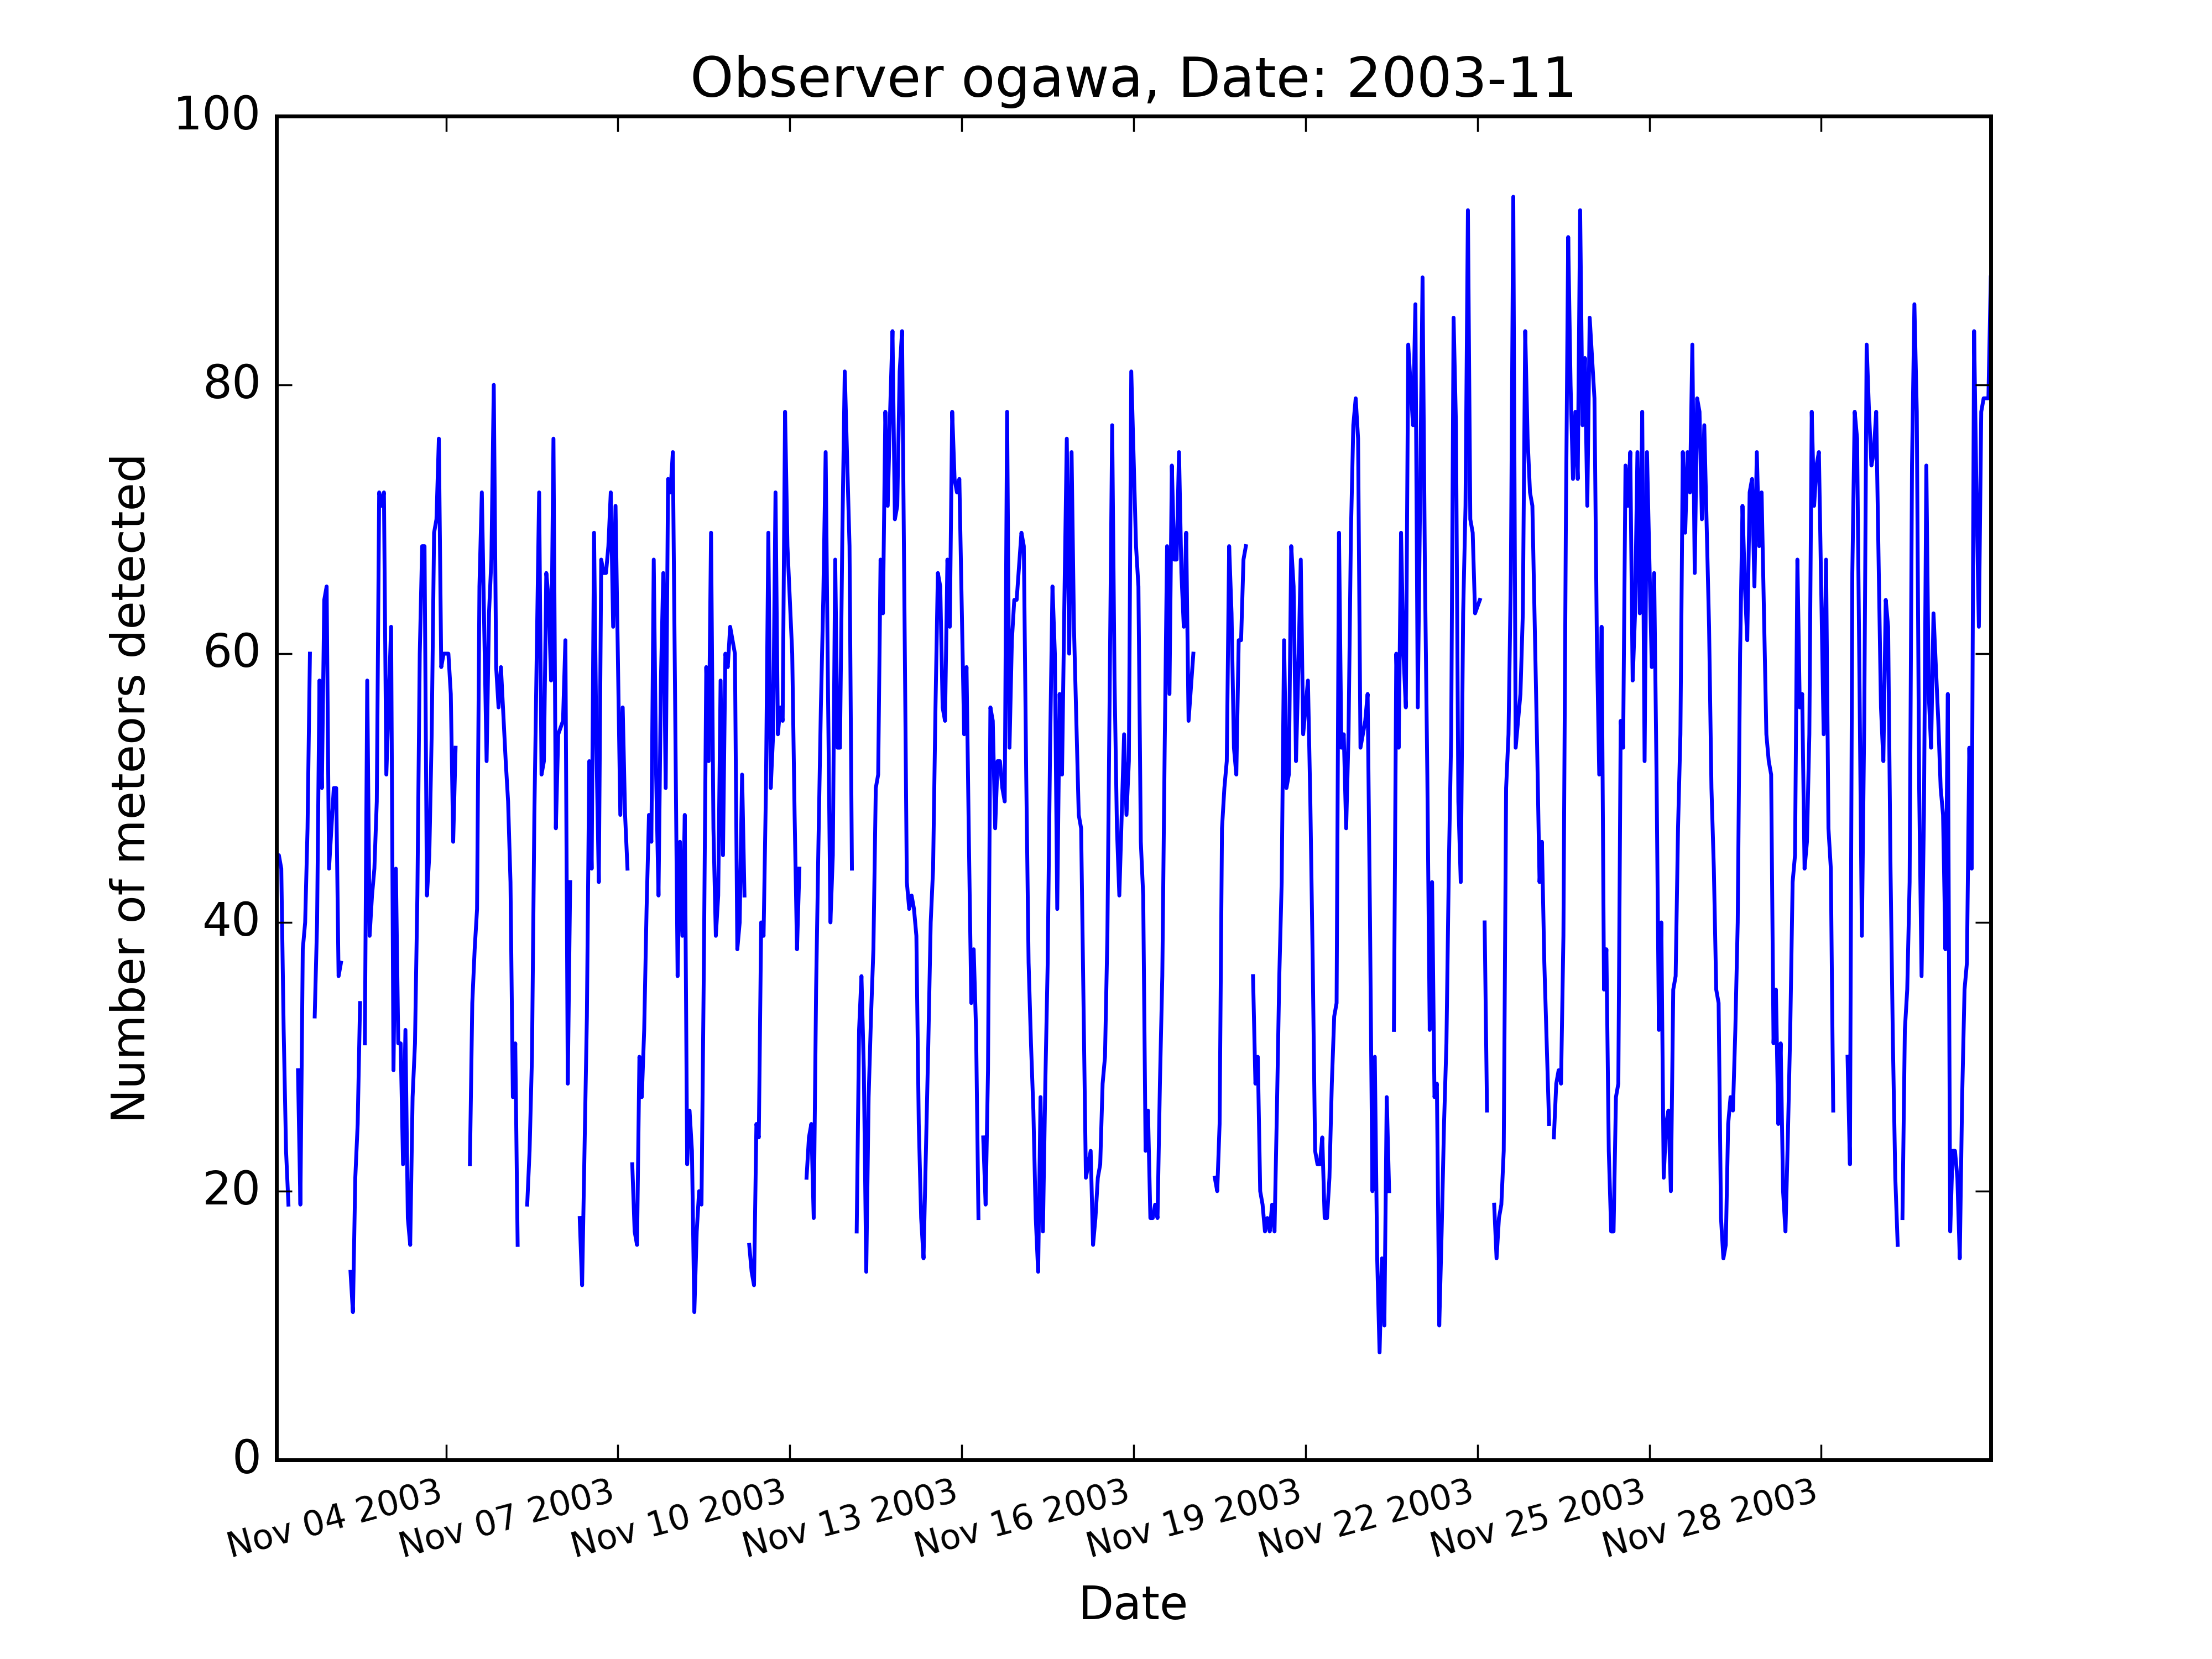 Observer ogawa, Date: 2003-11
Number of meteors detected
100
80
60
40
20
0
Nov 04 2003
Nov 07 2003
Nov 10 2003
Nov 13 2003
Nov 16 2003
Nov 19 2003
Nov 22 2003
Nov 25 2003
Nov 28 2003
Date